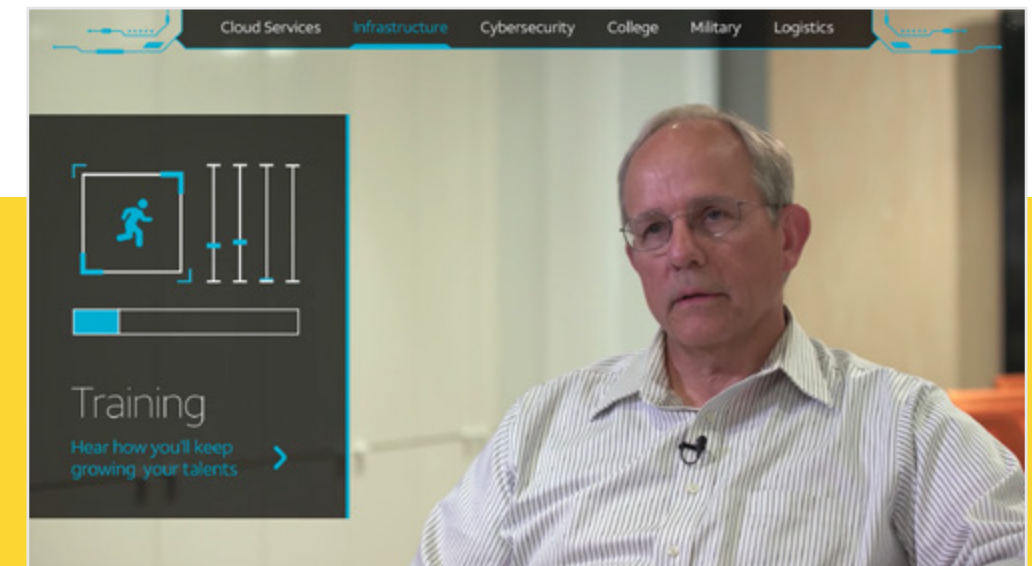 Cloud Services Infrastructure Cybersecurity College Military Logistics
Training
Hear how you'll keep
growing your talents